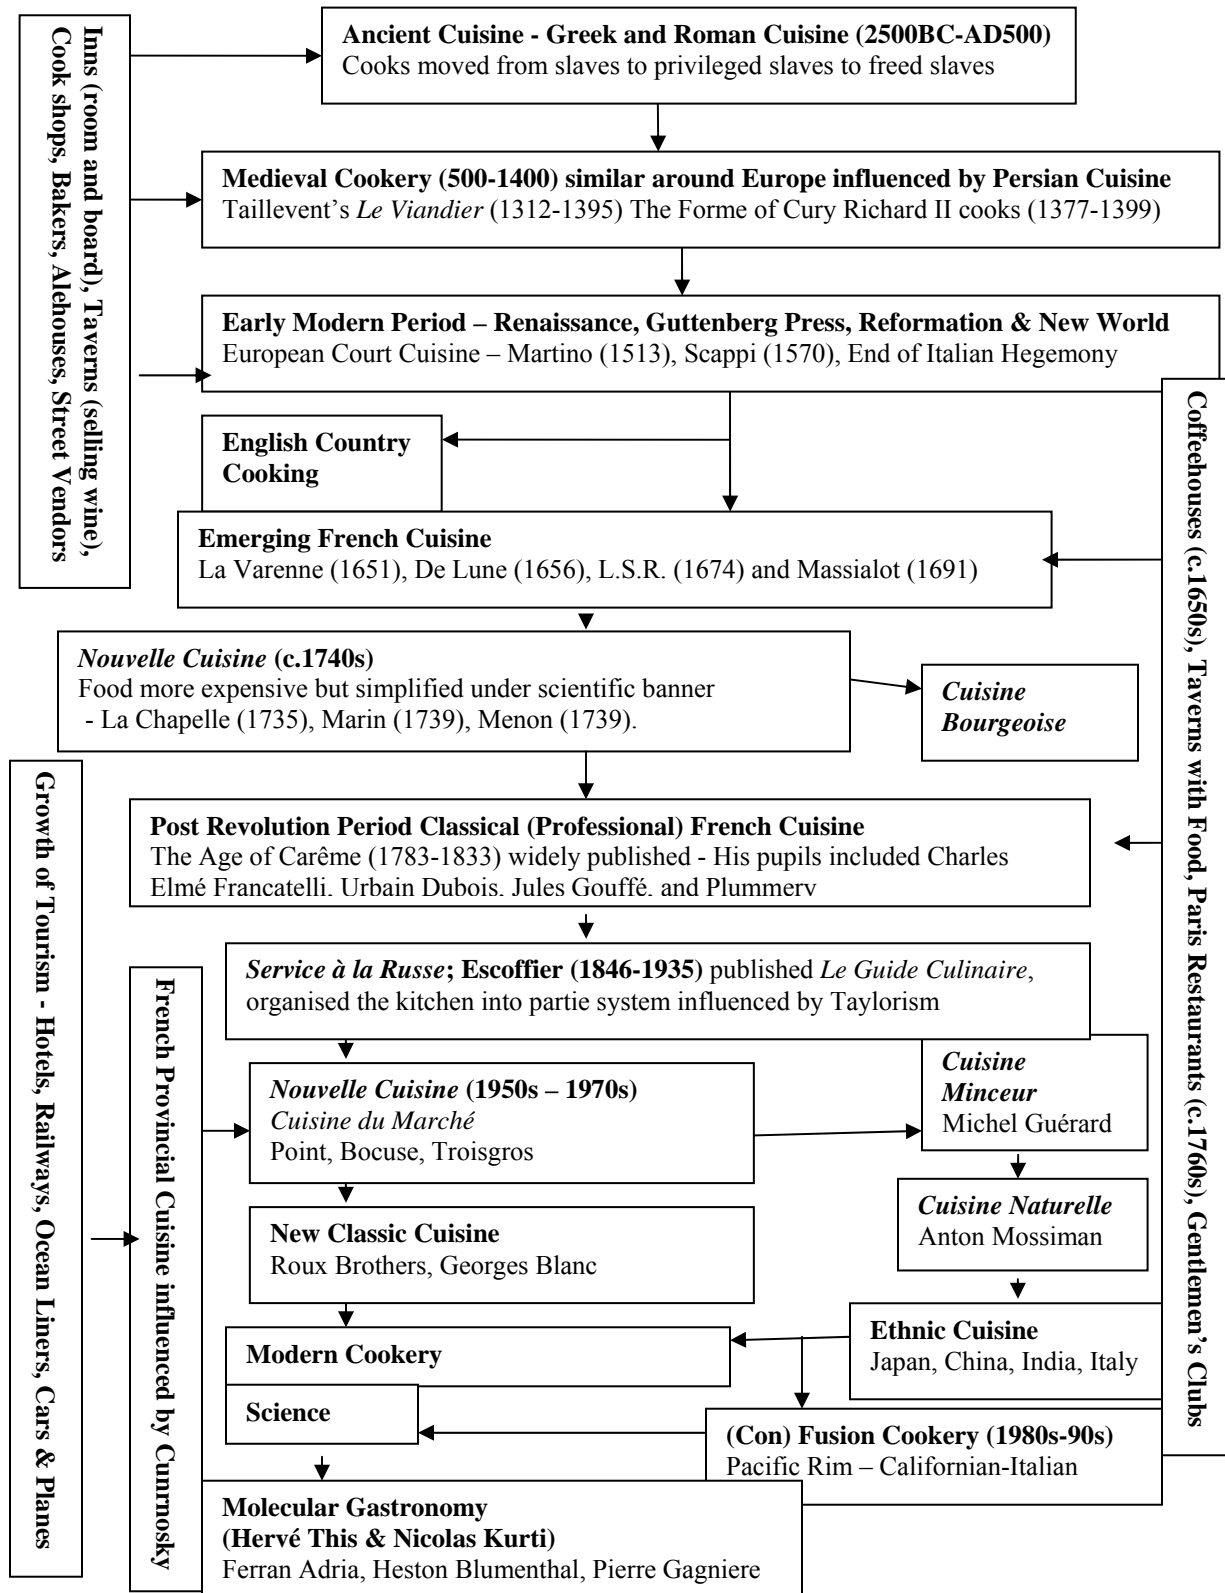 Inns (room and board), Taverns (selling wine),
Cook shops, Bakers, Alehouses, Street Vendors
Ancient Cuisine - Greek and Roman Cuisine (2500BC-AD500)
Cooks moved from slaves to privileged slaves to freed slaves
Medieval Cookery (500-1400) similar around Europe influenced by Persian Cuisine
Taillevent's Le Viandier (1312-1395) The Forme of Cury Richard II cooks (1377-1399)
Early Modern Period – Renaissance, Guttenberg Press, Reformation & New World
European Court Cuisine – Martino (1513), Scappi (1570), End of Italian Hegemony
English Country
Cooking
Emerging French Cuisine
La Varenne (1651), De Lune (1656), L.S.R. (1674) and Massialot (1691)
Coffeehouses (c.1650s), Taverns with Food, Paris Restaurants (c.1760s), Gentlemen's Clubs
Nouvelle Cuisine (c.1740s)
Food more expensive but simplified under scientific banner
- La Chapelle (1735), Marin (1739), Menon (1739).
Cuisine
Bourgeoise
Growth of Tourism - Hotels, Railways, Ocean Liners, Cars & Planes
Post Revolution Period Classical (Professional) French Cuisine
The Age of Carême (1783-1833) widely published - His pupils included Charles
Elmé Francatelli, Urbain Dubois, Jules Gouffé, and Plummery
French Provincial Cuisine influenced by Cunrnosky
Service à la Russe; Escoffier (1846-1935) published Le Guide Culinaire,
organised the kitchen into partie system influenced by Taylorism
Nouvelle Cuisine (1950s – 1970s)
Cuisine du Marché
Point, Bocuse, Troisgros
Cuisine
Minceur
Michel Guérard
Cuisine Naturelle
Anton Mossiman
New Classic Cuisine
Roux Brothers, Georges Blanc
Ethnic Cuisine
Japan, China, India, Italy
Modern Cookery
Science
(Con) Fusion Cookery (1980s-90s)
Pacific Rim – Californian-Italian
Molecular Gastronomy
(Hervé This & Nicolas Kurti)
Ferran Adria, Heston Blumenthal, Pierre Gagniere